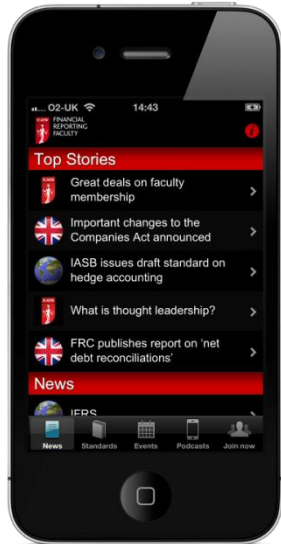 O2-UK 14:43
FINANCIAL
REPORTING
FACULTY
Top Stories
Great deals on faculty
membership
Important changes to the
Companies Act announced
IASB issues draft standard on
hedge accounting
What is thought leadership?
FRC publishes report on ‘net
debt reconciliations’
News
IFRS
News Standards Events Podcasts Join now